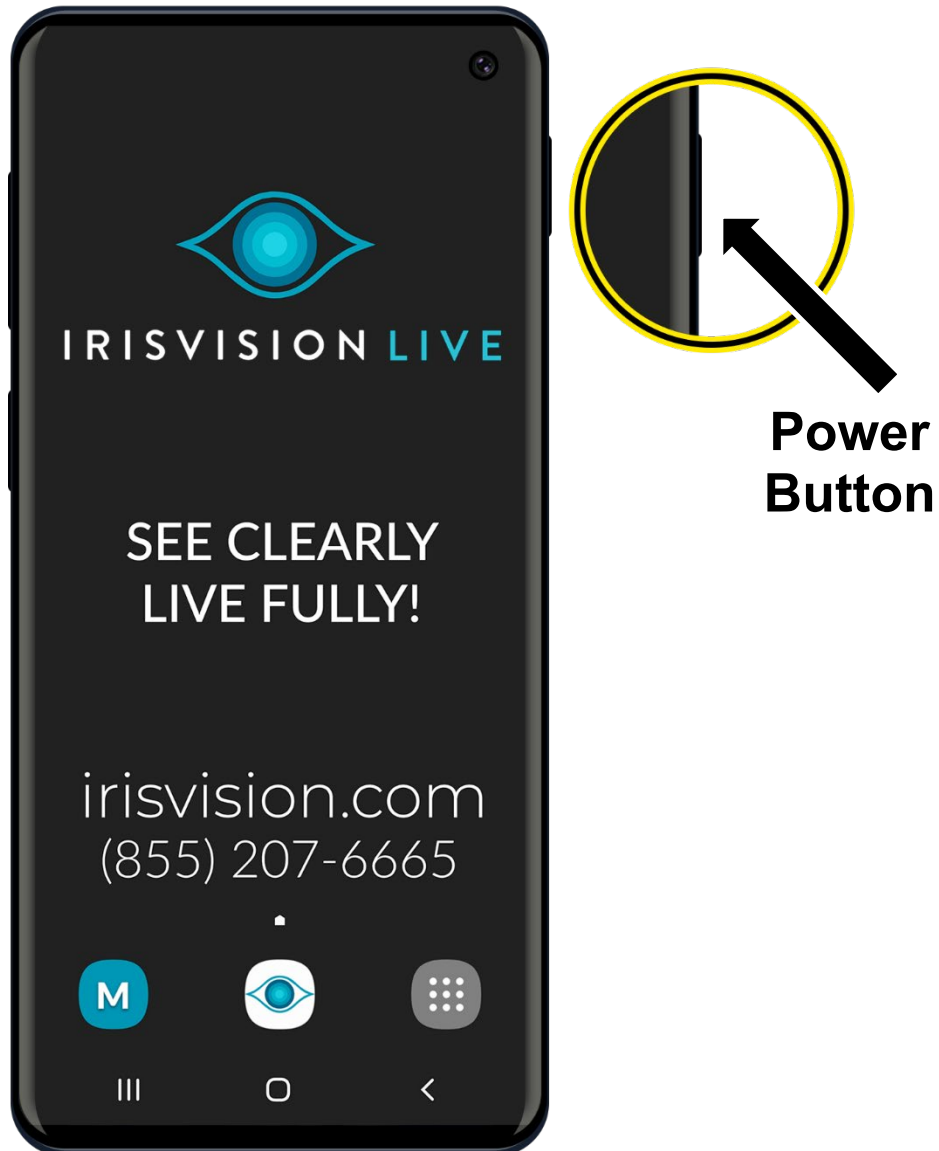 IRISVISION LIVE
SEE CLEARLY
LIVE FULLY!
irisvision.com
(855) 207-6665
M
Power
Button